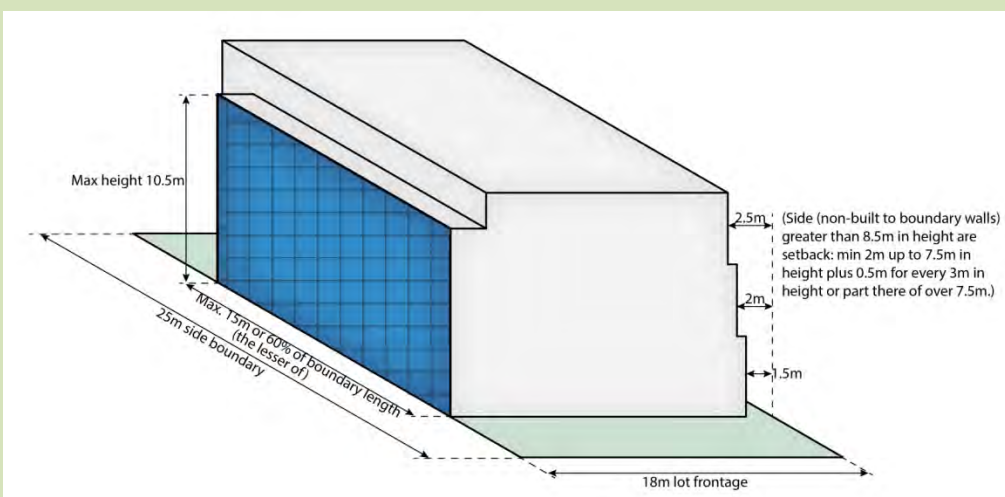 Max height 10.5m
2.5m
(Side (non-built to boundary walls)
greater than 8.5m in height are
setback: min 2m up to 7.5m in
height plus 0.5m for every 3m in
height or part there of over 7.5m.)
2m
1.5m
Max. 15m or 60% of boundary length
(the lesser of)
25m side boundary
18m lot frontage